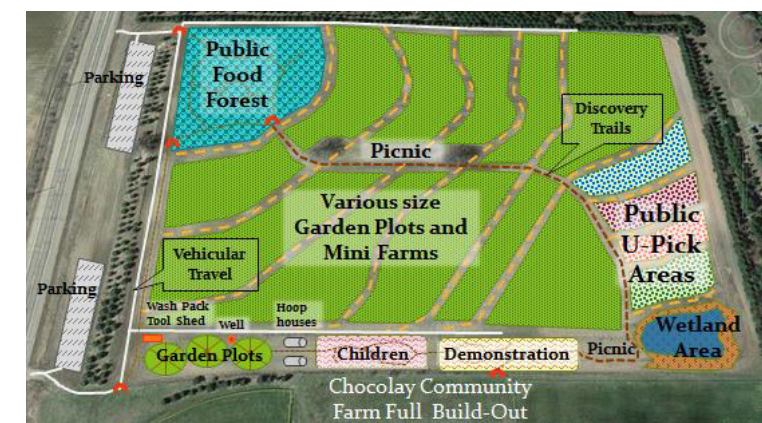 Public
Food
Forest
Parking
Discovery
Trails
Picnic
Various size
Garden Plots and
Mini Farms
Public
U-Pick
Areas
Vehicular
Travel
Parking
Wash Pack
Tool Shed
Well
Hoop
houses
Wetland
Area
Garden Plots
Children
Demonstration
Picnic
Chocolay Community
Farm Full Build-Out